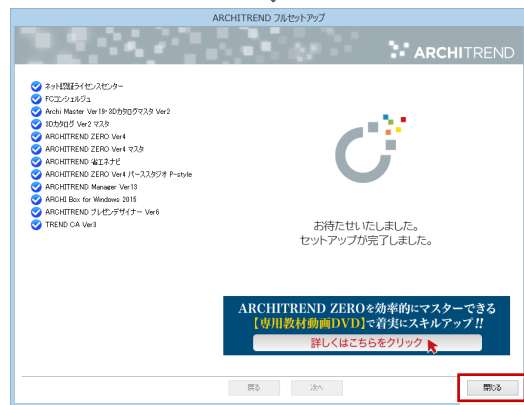 ARCHITREND フルセットアップ
ARCHITREND
ネット認証ライセンスセンター
FCコンシェルジュ
Archi Master Ver19・3Dカタログマスタ Ver2
3Dカタログ Ver2 マスタ
ARCHITREND ZERO Ver4
ARCHITREND ZERO Ver4 マスタ
ARCHITREND 省エネナビ
ARCHITREND ZERO Ver4 パーススタジオ P-style
ARCHITREND Manager Ver13
ARCHI Box for Windows 2015
ARCHITREND プレゼンデザイナー Ver6
TREND CA Ver3
お待たせいたしました。
セットアップが完了しました。
ARCHITREND ZEROを効率的にマスターできる
【専用教材動画DVD】で着実にスキルアップ!!
詳しくはこちらをクリック
戻る 次へ 閉じる